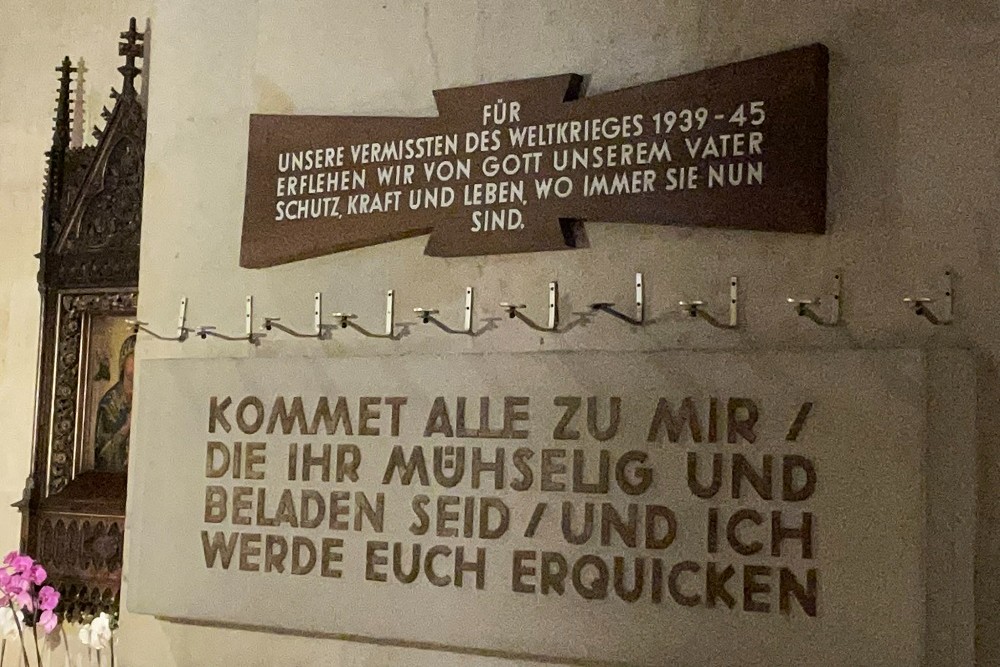 FÜR
UNSERE VERMISSTEN DES WELTKRIEGES 1939-45
ERFLEHEN WIR VON GOTT UNSEREM VATER
SCHUTZ, KRAFT UND LEBEN, WO IMMER SIE NUN
SIND.
KOMMET ALLE ZU MIR /
DIE IHR MÜHSELIG UND
BELADEN SEID / UND ICH
WERDE EUCH ERQUICKEN